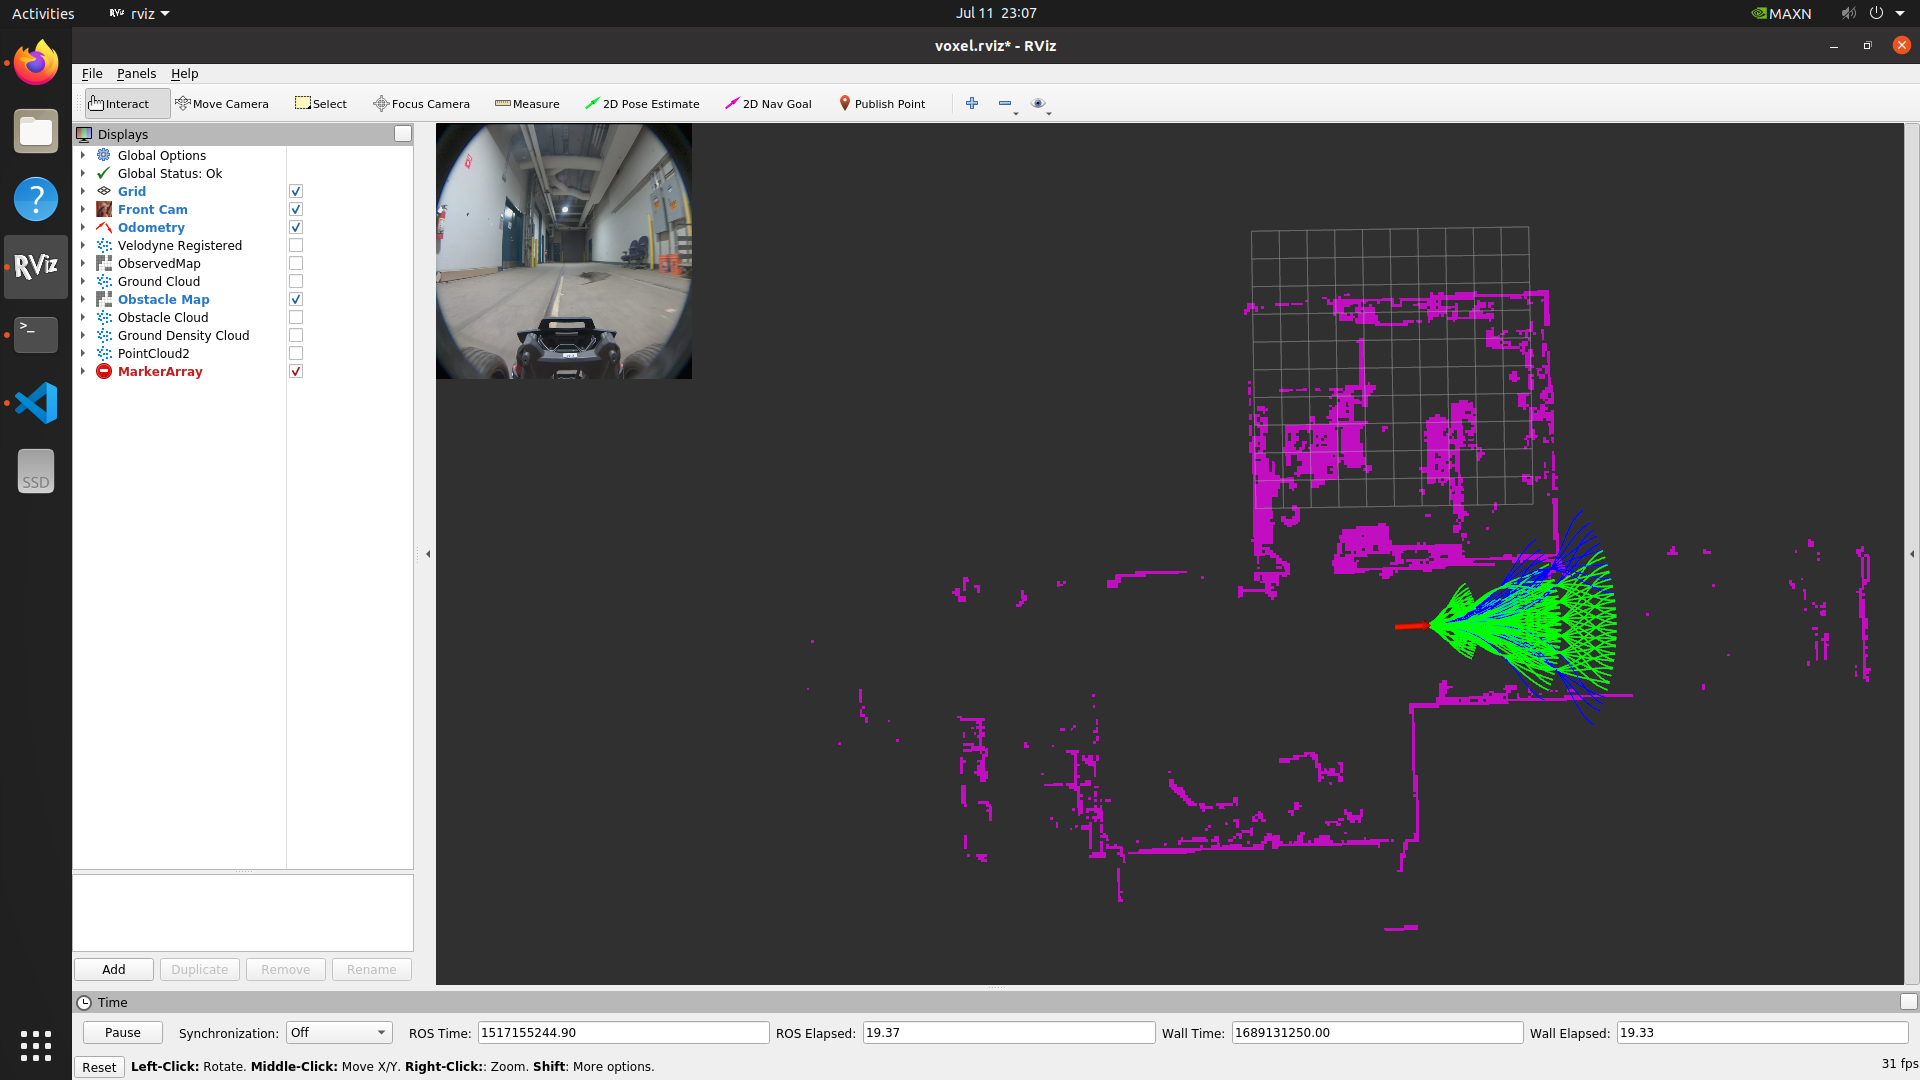 Activities
RViz rviz
Jul 11 23:07
MAXN
voxel.rviz* - RViz
File Panels Help
Interact Move Camera Select Focus Camera Measure 2D Pose Estimate 2D Nav Goal Publish Point
Displays
Global Options
Global Status: Ok
Grid
Front Cam
Odometry
Velodyne Registered
ObservedMap
Ground Cloud
Obstacle Map
Obstacle Cloud
Ground Density Cloud
PointCloud2
MarkerArray
RViz
>_
SSD
Add Duplicate Remove Rename
Time
Pause Synchronization: Off ROS Time: 1517155244.90 ROS Elapsed: 19.37 Wall Time: 1689131250.00 Wall Elapsed: 19.33
Reset Left-Click: Rotate. Middle-Click: Move X/Y. Right-Click:: Zoom. Shift: More options. 31 fps